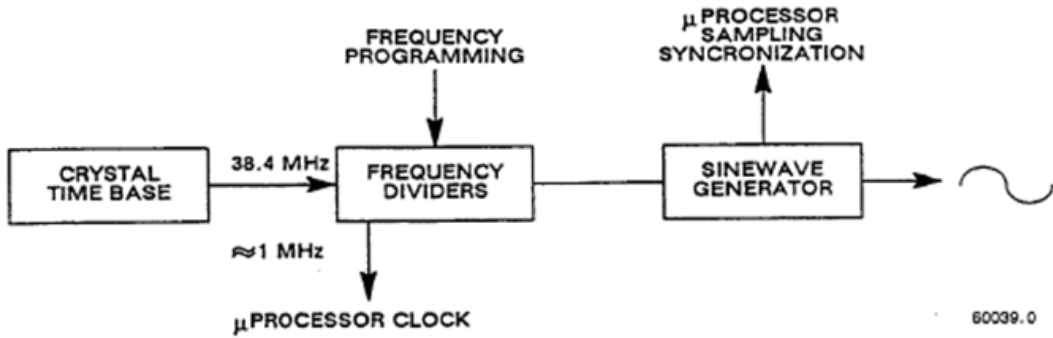 FREQUENCY
PROGRAMMING
μPROCESSOR
SAMPLING
SYNCRONIZATION
CRYSTAL
TIME BASE
38.4 MHz
FREQUENCY
DIVIDERS
SINEWAVE
GENERATOR
≈1 MHz
μPROCESSOR CLOCK
60039.0